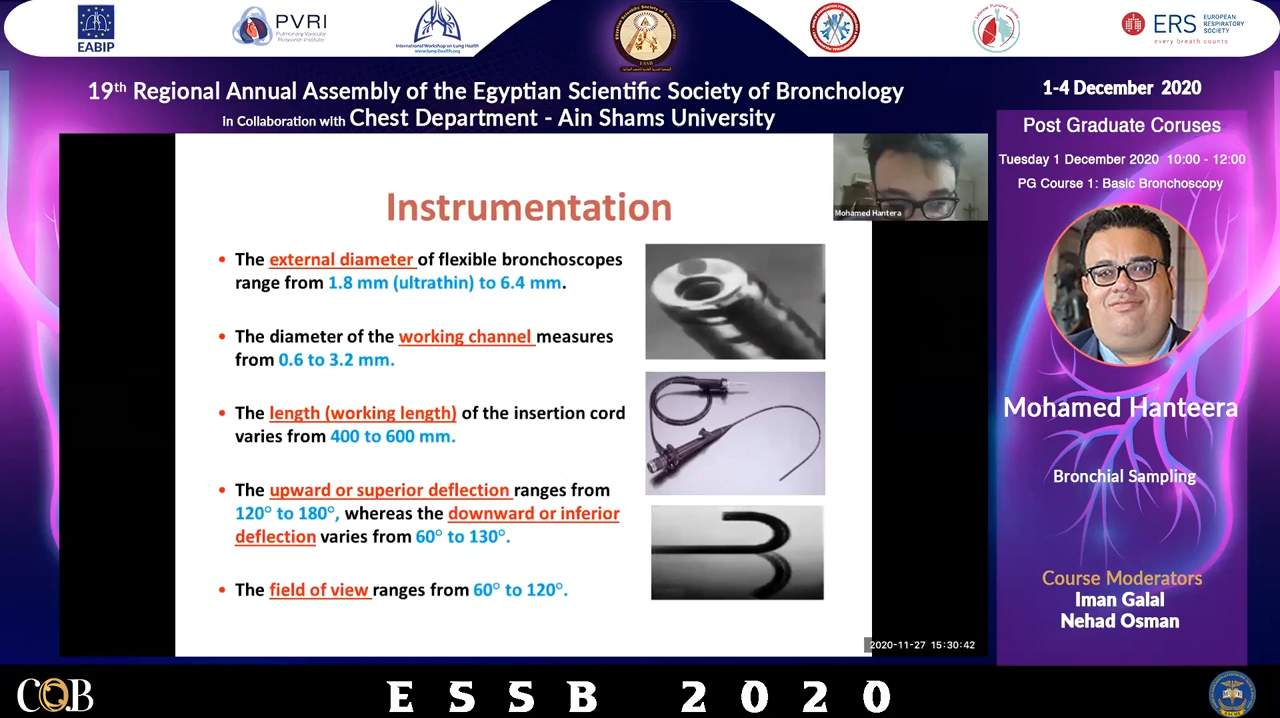 EABIP
PVRI
Pulmonary Vascular
Research Institute
International Workshop on Lung Health
www.lung-health.org
ESSB
ERS
EUROPEAN
RESPIRATORY
SOCIETY
every breath counts
19th Regional Annual Assembly of the Egyptian Scientific Society of Bronchology
in Collaboration with Chest Department - Ain Shams University
1-4 December 2020
Post Graduate Coruses
Tuesday 1 December 2020 10:00 - 12:00
PG Course 1: Basic Bronchoscopy
Mohamed Hanteera
Bronchial Sampling
Course Moderators
Iman Galal
Nehad Osman
Mohamed Hantera
Instrumentation
• The external diameter of flexible bronchoscopes
range from 1.8 mm (ultrathin) to 6.4 mm.
• The diameter of the working channel measures
from 0.6 to 3.2 mm.
• The length (working length) of the insertion cord
varies from 400 to 600 mm.
• The upward or superior deflection ranges from
120° to 180°, whereas the downward or inferior
deflection varies from 60° to 130°.
• The field of view ranges from 60° to 120°.
2020-11-27 15:30:42
COB
ESSB 2020